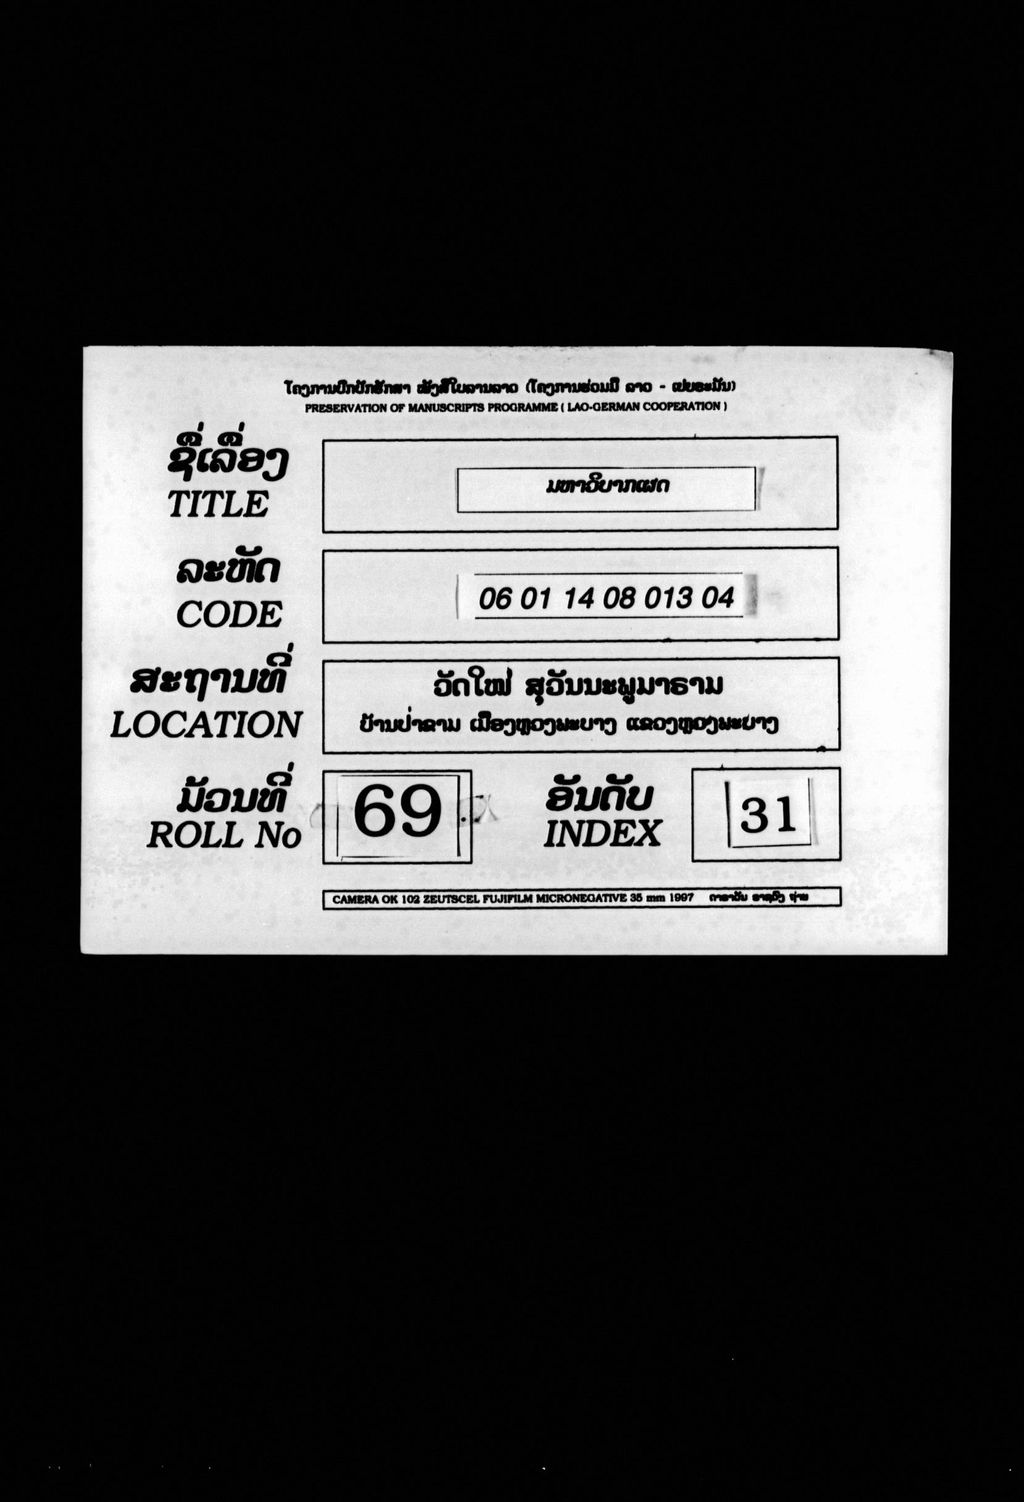 ໂຄງການປົກປັກຮັກສາ ໜັງສືໃບລານລາວ (ໂຄງການຮ່ວມມື ລາວ - ເຢຍຣະມັນ)
PRESERVATION OF MANUSCRIPTS PROGRAMME ( LAO-GERMAN COOPERATION )
ຊື່ເລື່ອງ
TITLE
ມຫາວິບາກເຜດ
ລະຫັດ
CODE
06 01 14 08 013 04
ສະຖານທີ່
LOCATION
ວັດໃໝ່ ສຸວັນນະພູມາຣາມ
ບ້ານປ່າຂາມ ເມືອງຫຼວງພະບາງ ແຂວງຫຼວງພະບາງ
ມ້ວນທີ່
ROLL No
69
ອັນດັບ
INDEX
31
CAMERA OK 102 ZEUTSCEL FUJIFILM MICRONEGATIVE 35 mm 1997